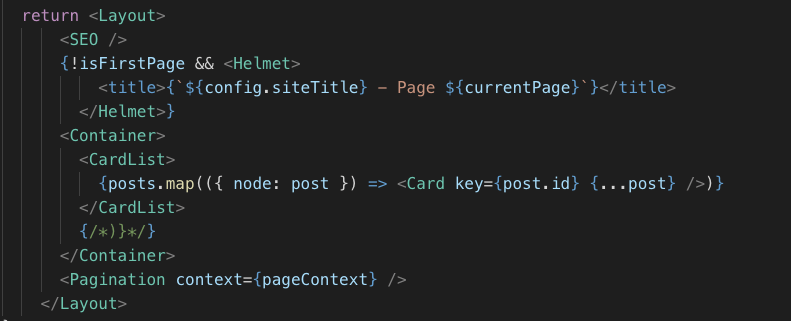 return <Layout>
<SEO />
{!isFirstPage && <Helmet>
<title>{`${config.siteTitle} – Page ${currentPage}`}</title>
</Helmet>}
<Container>
<CardList>
{posts.map(({ node: post }) => <Card key={post.id} {...post} />)}
</CardList>
{/*)}*/}
</Container>
<Pagination context={pageContext} />
</Layout>